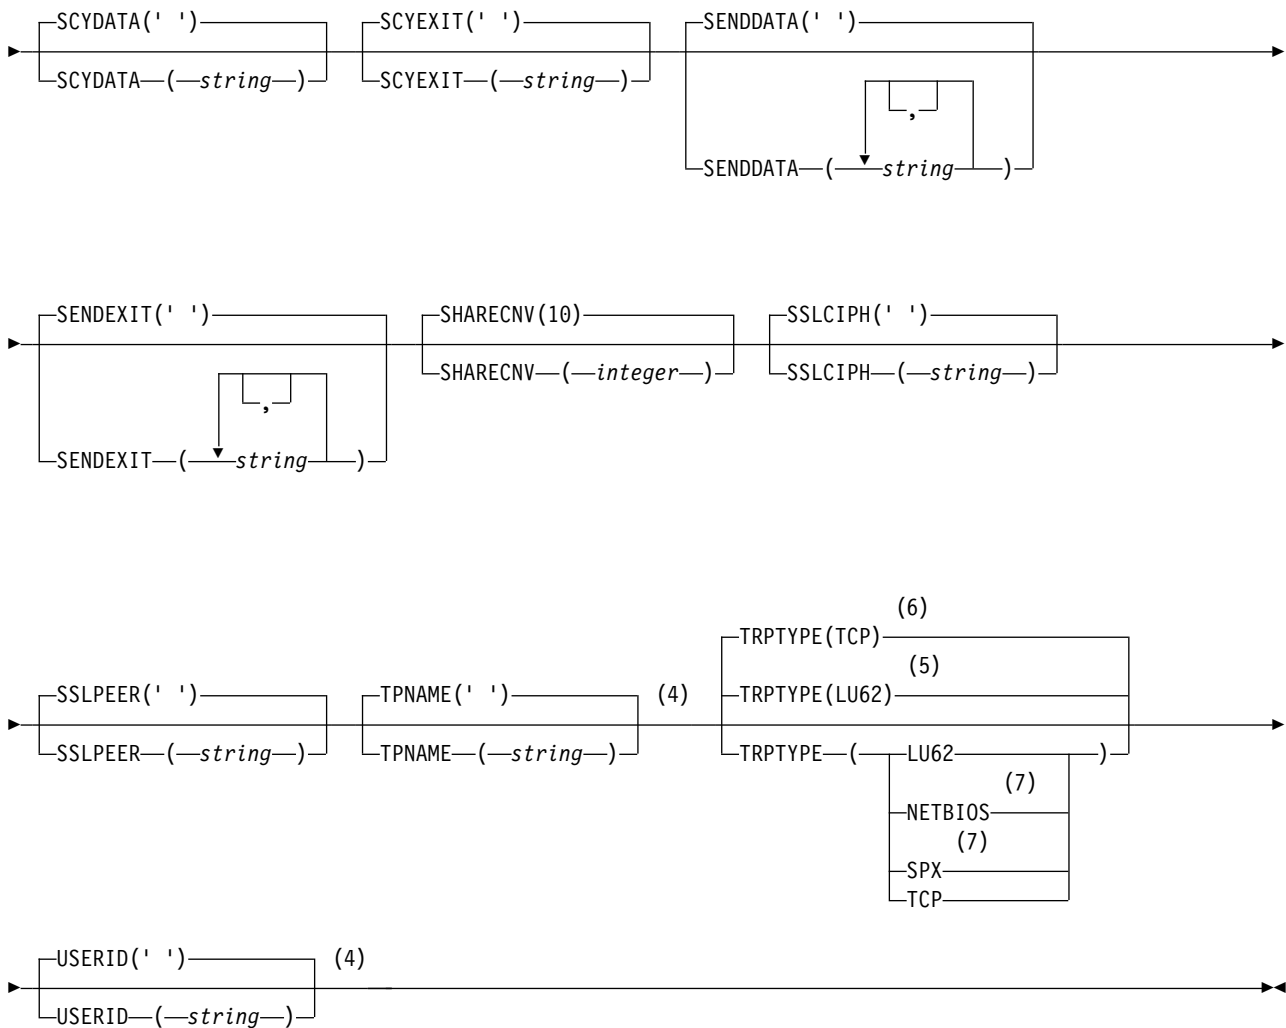 SCYDATA(' ') SCYEXIT(' ') SENDDATA(' ')
SCYDATA (string) SCYEXIT (string)
,
SENDDATA (string)
SENDEXIT(' ') SHARECNV(10) SSLCIPH(' ')
SHARECNV (integer) SSLCIPH (string)
,
SENDEXIT (string)
(6)
TRPTYPE(TCP)
(5)
SSLPEER(' ') TPNAME(' ') (4) TRPTYPE(LU62)
SSLPEER (string) TPNAME (string) TRPTYPE (LU62)
(7)
NETBIOS
(7)
SPX
TCP
USERID(' ') (4)
USERID (string)